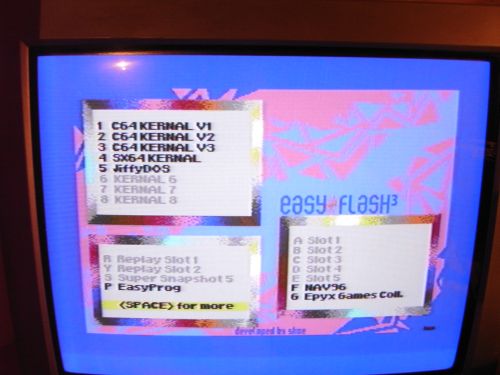 1 C64 KERNAL V1
2 C64 KERNAL V2
3 C64 KERNAL V3
4 SX64 KERNAL
5 JiffyDOS
6 KERNAL 6
7 KERNAL 7
8 KERNAL 8
EASY FLASH³
R Replay Slot 1
Y Replay Slot 2
S Super Snapshot 5
P EasyProg
<SPACE> for more
A Slot 1
B Slot 2
C Slot 3
D Slot 4
E Slot 5
F NAV96
G Epyx Games Coll.
developed by skoe